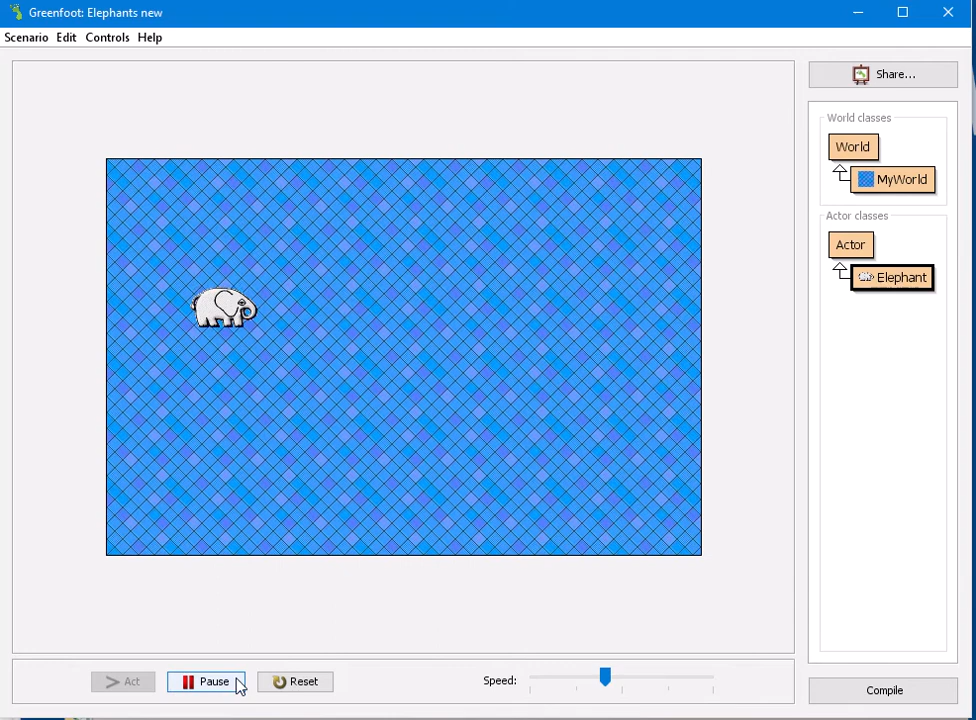 Greenfoot: Elephants new
Scenario Edit Controls Help
Share...
World classes
World
MyWorld
Actor classes
Actor
Elephant
Act
Pause
Reset
Speed:
Compile